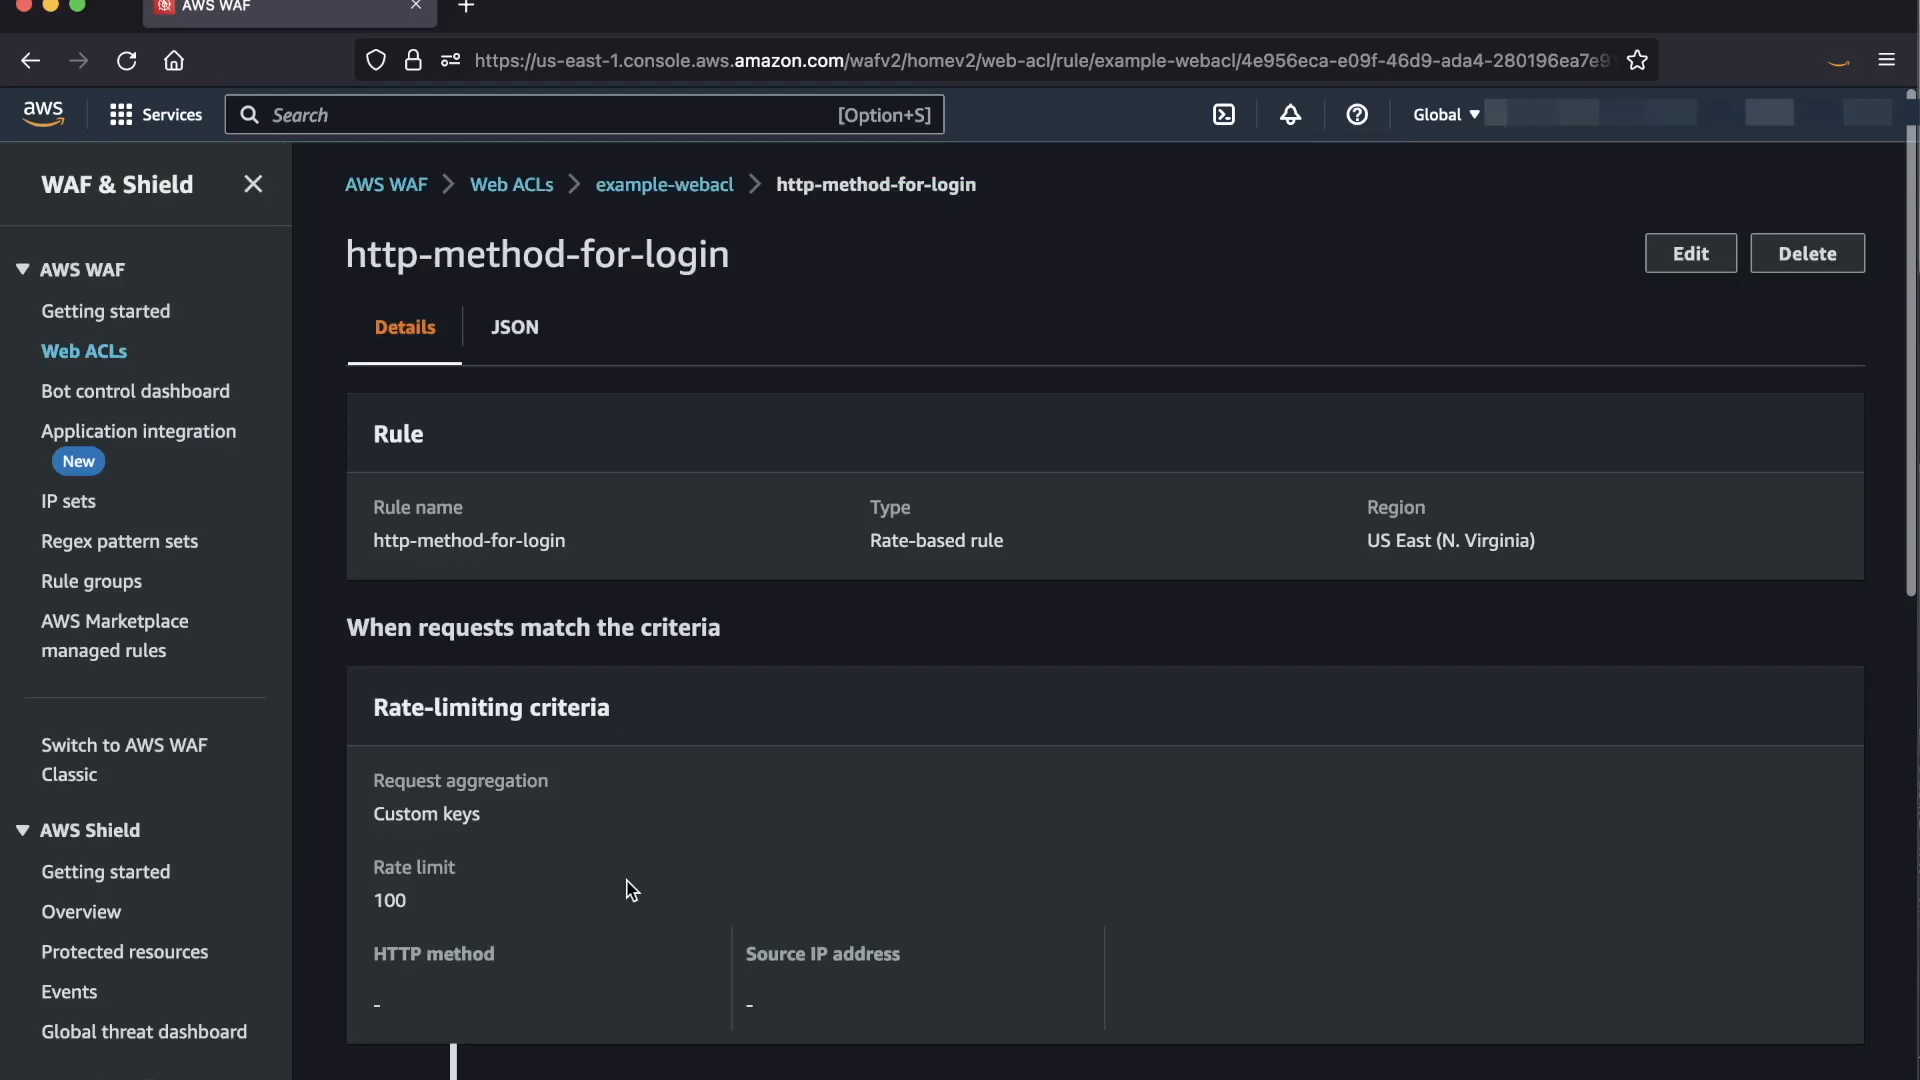 AWS WAF
https://us-east-1.console.aws.amazon.com/wafv2/homev2/web-acl/rule/example-webacl/4e956eca-e09f-46d9-ada4-280196ea7e9
aws
Services
Search
[Option+S]
Global
WAF & Shield
AWS WAF
Getting started
Web ACLs
Bot control dashboard
Application integration
New
IP sets
Regex pattern sets
Rule groups
AWS Marketplace
managed rules
Switch to AWS WAF
Classic
AWS Shield
Getting started
Overview
Protected resources
Events
Global threat dashboard
AWS WAF > Web ACLs > example-webacl > http-method-for-login
http-method-for-login
Edit
Delete
Details
JSON
Rule
Rule name
http-method-for-login
Type
Rate-based rule
Region
US East (N. Virginia)
When requests match the criteria
Rate-limiting criteria
Request aggregation
Custom keys
Rate limit
100
HTTP method
-
Source IP address
-